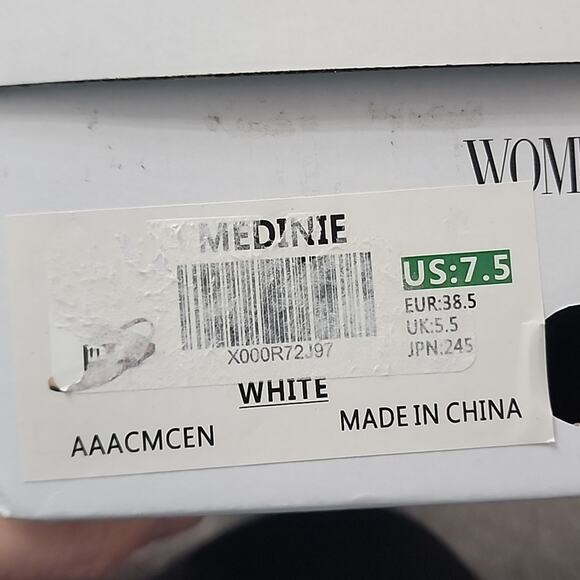 WOM
MEDINIE
US:7.5
EUR:38.5
UK:5.5
JPN:245
X000R72J97
WHITE
AAACMCEN
MADE IN CHINA